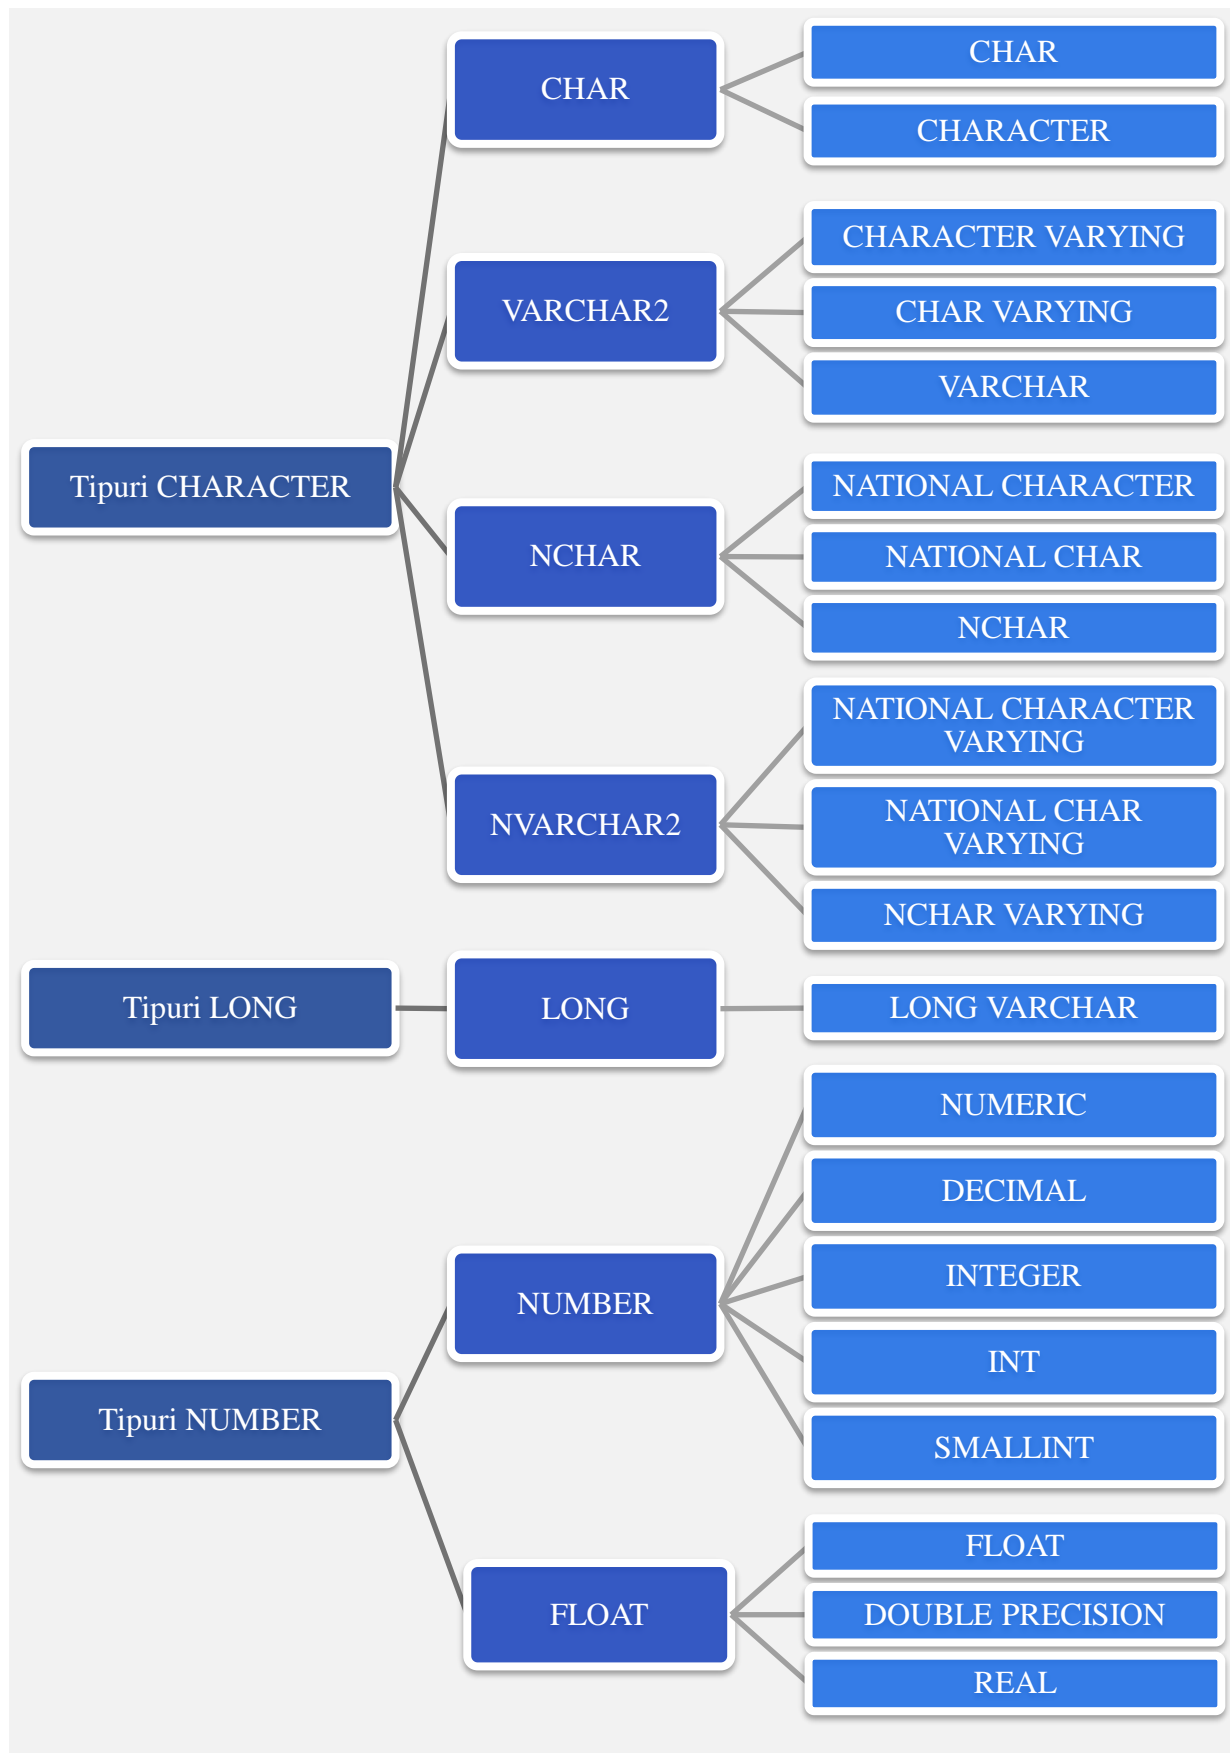 Tipuri CHARACTER
CHAR
CHAR
CHARACTER
VARCHAR2
CHARACTER VARYING
CHAR VARYING
VARCHAR
NCHAR
NATIONAL CHARACTER
NATIONAL CHAR
NCHAR
NVARCHAR2
NATIONAL CHARACTER
VARYING
NATIONAL CHAR
VARYING
NCHAR VARYING
Tipuri LONG
LONG
LONG VARCHAR
Tipuri NUMBER
NUMBER
NUMERIC
DECIMAL
INTEGER
INT
SMALLINT
FLOAT
FLOAT
DOUBLE PRECISION
REAL